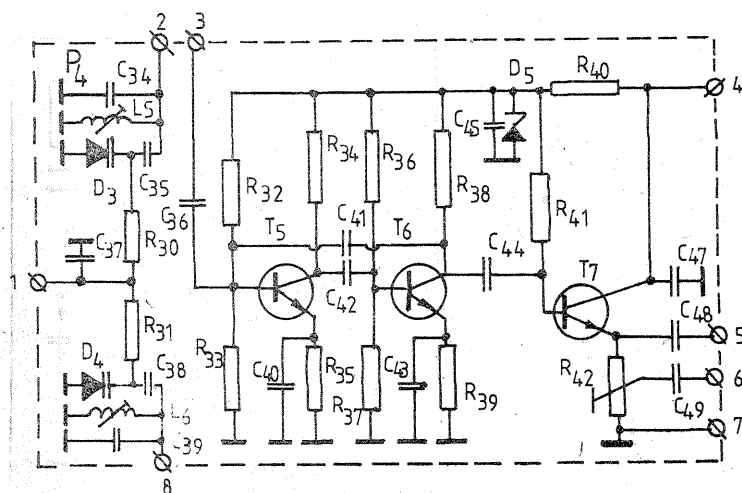 2 3
P4 C34 D5 R40
4
L5 C45
R34 R36
D3 C35 R32 R38
C36 R41
T5 C41 T6
C37 R30 C44
1 T7 C47
C42
R31 C48
5
D4 R33 C40 R35 C43 R42
C38 6
R37 R39 C49
L6
C39 7
8